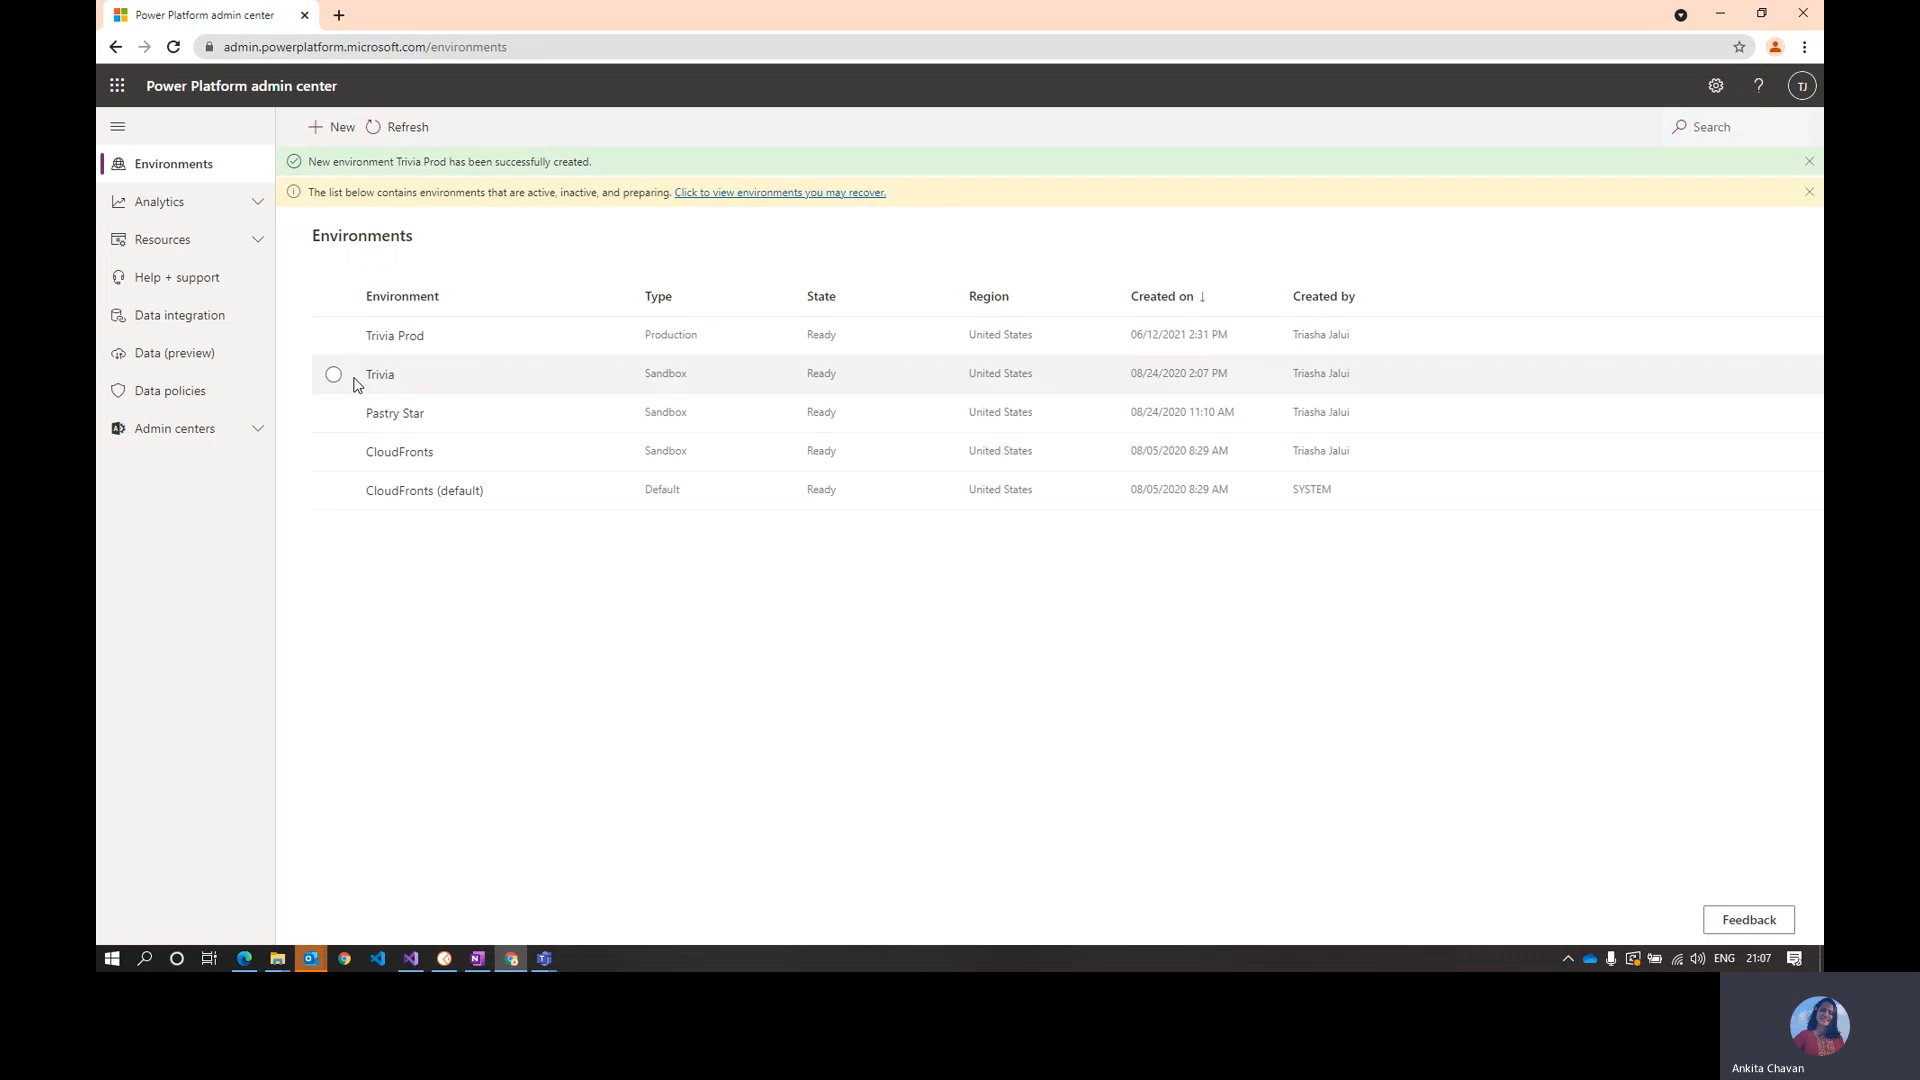 Power Platform admin center
admin.powerplatform.microsoft.com/environments
Power Platform admin center
?
TJ
New
Refresh
Search
Environments
New environment Trivia Prod has been successfully created.
The list below contains environments that are active, inactive, and preparing. Click to view environments you may recover.
Analytics
Resources
Help + support
Data integration
Data (preview)
Data policies
Admin centers
Environments
Environment Type State Region Created on ↓ Created by
Trivia Prod Production Ready United States 06/12/2021 2:31 PM Triasha Jalui
Trivia Sandbox Ready United States 08/24/2020 2:07 PM Triasha Jalui
Pastry Star Sandbox Ready United States 08/24/2020 11:10 AM Triasha Jalui
CloudFronts Sandbox Ready United States 08/05/2020 8:29 AM Triasha Jalui
CloudFronts (default) Default Ready United States 08/05/2020 8:29 AM SYSTEM
Feedback
ENG 21:07
Ankita Chavan